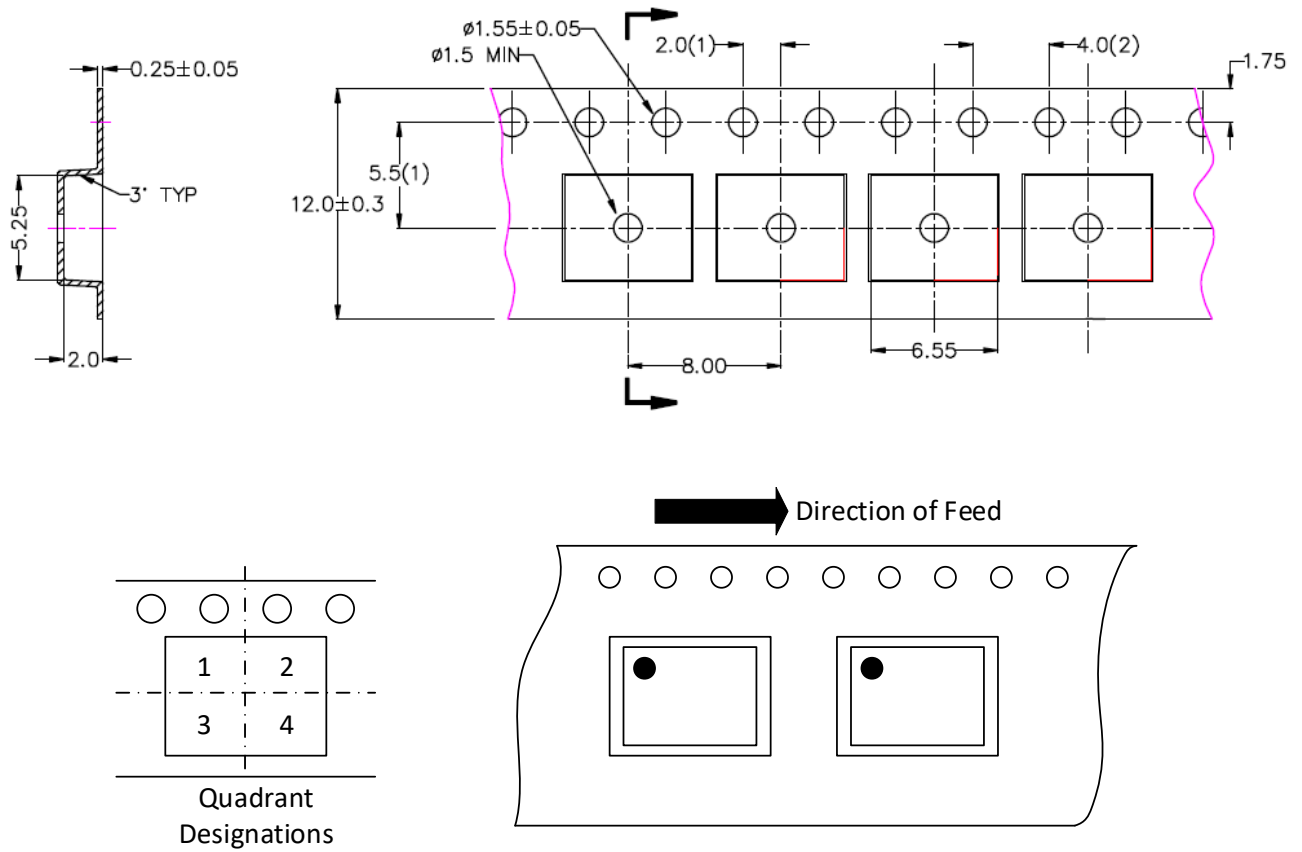 ø1.55±0.05
ø1.5 MIN
2.0(1)
4.0(2)
1.75
0.25±0.05
5.5(1)
3° TYP
12.0±0.3
5.25
2.0
6.55
8.00
Direction of Feed
1 2
3 4
Quadrant
Designations